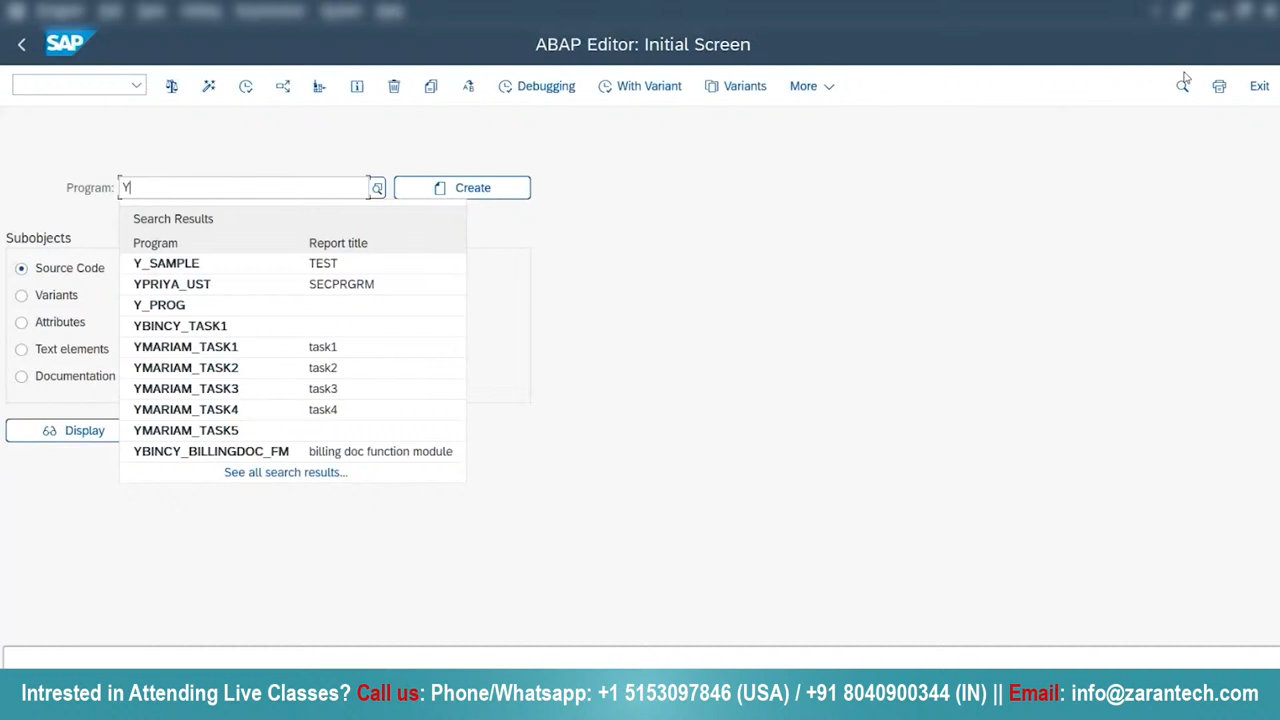 SAP
ABAP Editor: Initial Screen
Debugging With Variant Variants More Exit
Program: Y Create
Search Results
Subobjects
Program Report title
Y_SAMPLE TEST
Source Code
YPRIYA_UST SECPRGRM
Variants
Y_PROG
Attributes
YBINCY_TASK1
YMARIAM_TASK1 task1
Text elements
YMARIAM_TASK2 task2
Documentation
YMARIAM_TASK3 task3
YMARIAM_TASK4 task4
Display
YMARIAM_TASK5
YBINCY_BILLINGDOC_FM billing doc function module
See all search results...
Intrested in Attending Live Classes? Call us: Phone/Whatsapp: +1 5153097846 (USA) / +91 8040900344 (IN) || Email: info@zarantech.com